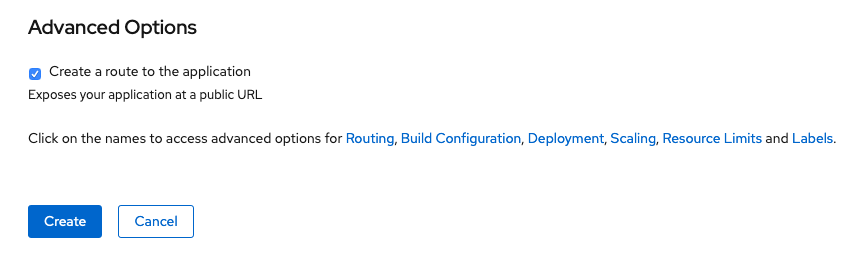 Advanced Options
Create a route to the application
Exposes your application at a public URL
Click on the names to access advanced options for Routing, Build Configuration, Deployment, Scaling, Resource Limits and Labels.
Create
Cancel